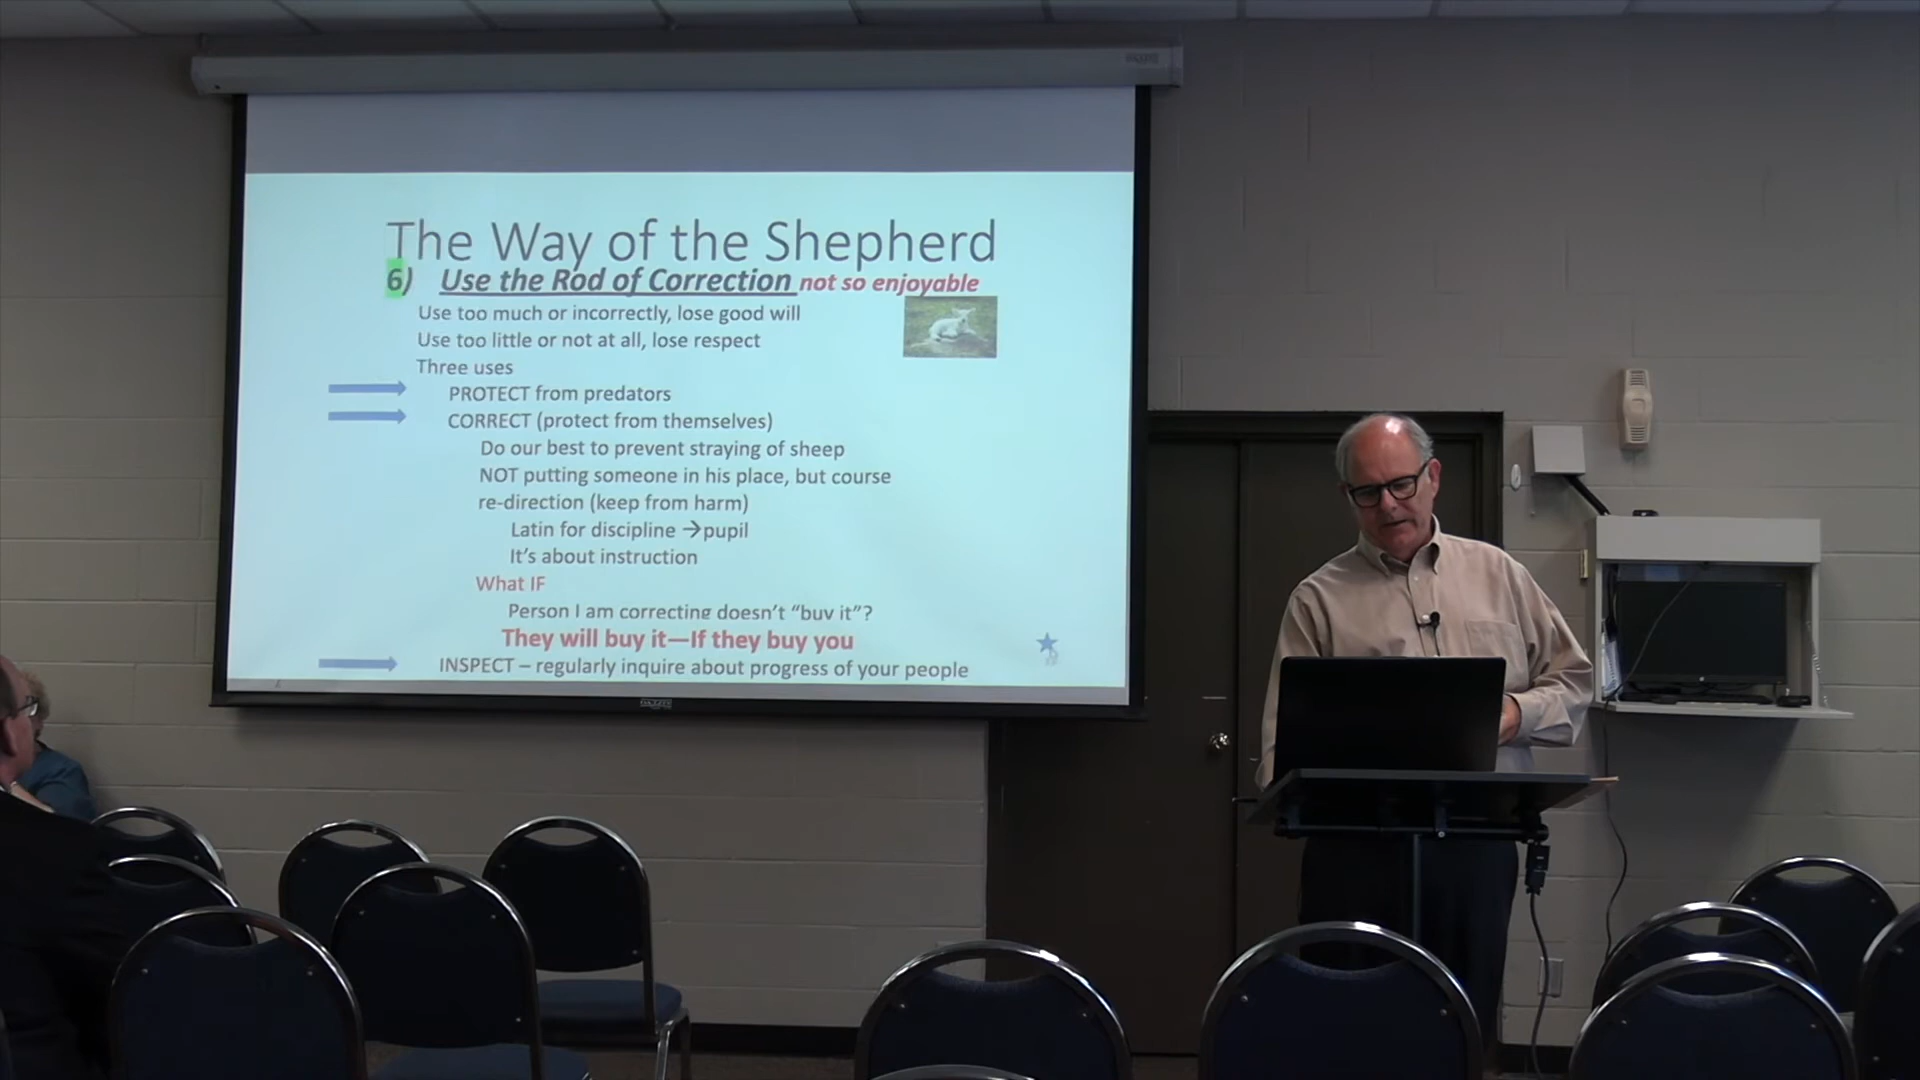 The Way of the Shepherd
6) Use the Rod of Correction not so enjoyable
Use too much or incorrectly, lose good will
Use too little or not at all, lose respect
Three uses
PROTECT from predators
CORRECT (protect from themselves)
Do our best to prevent straying of sheep
NOT putting someone in his place, but course
re-direction (keep from harm)
Latin for discipline →pupil
It's about instruction
What IF
Person I am correcting doesn't “buy it”?
They will buy it—If they buy you
INSPECT – regularly inquire about progress of your people